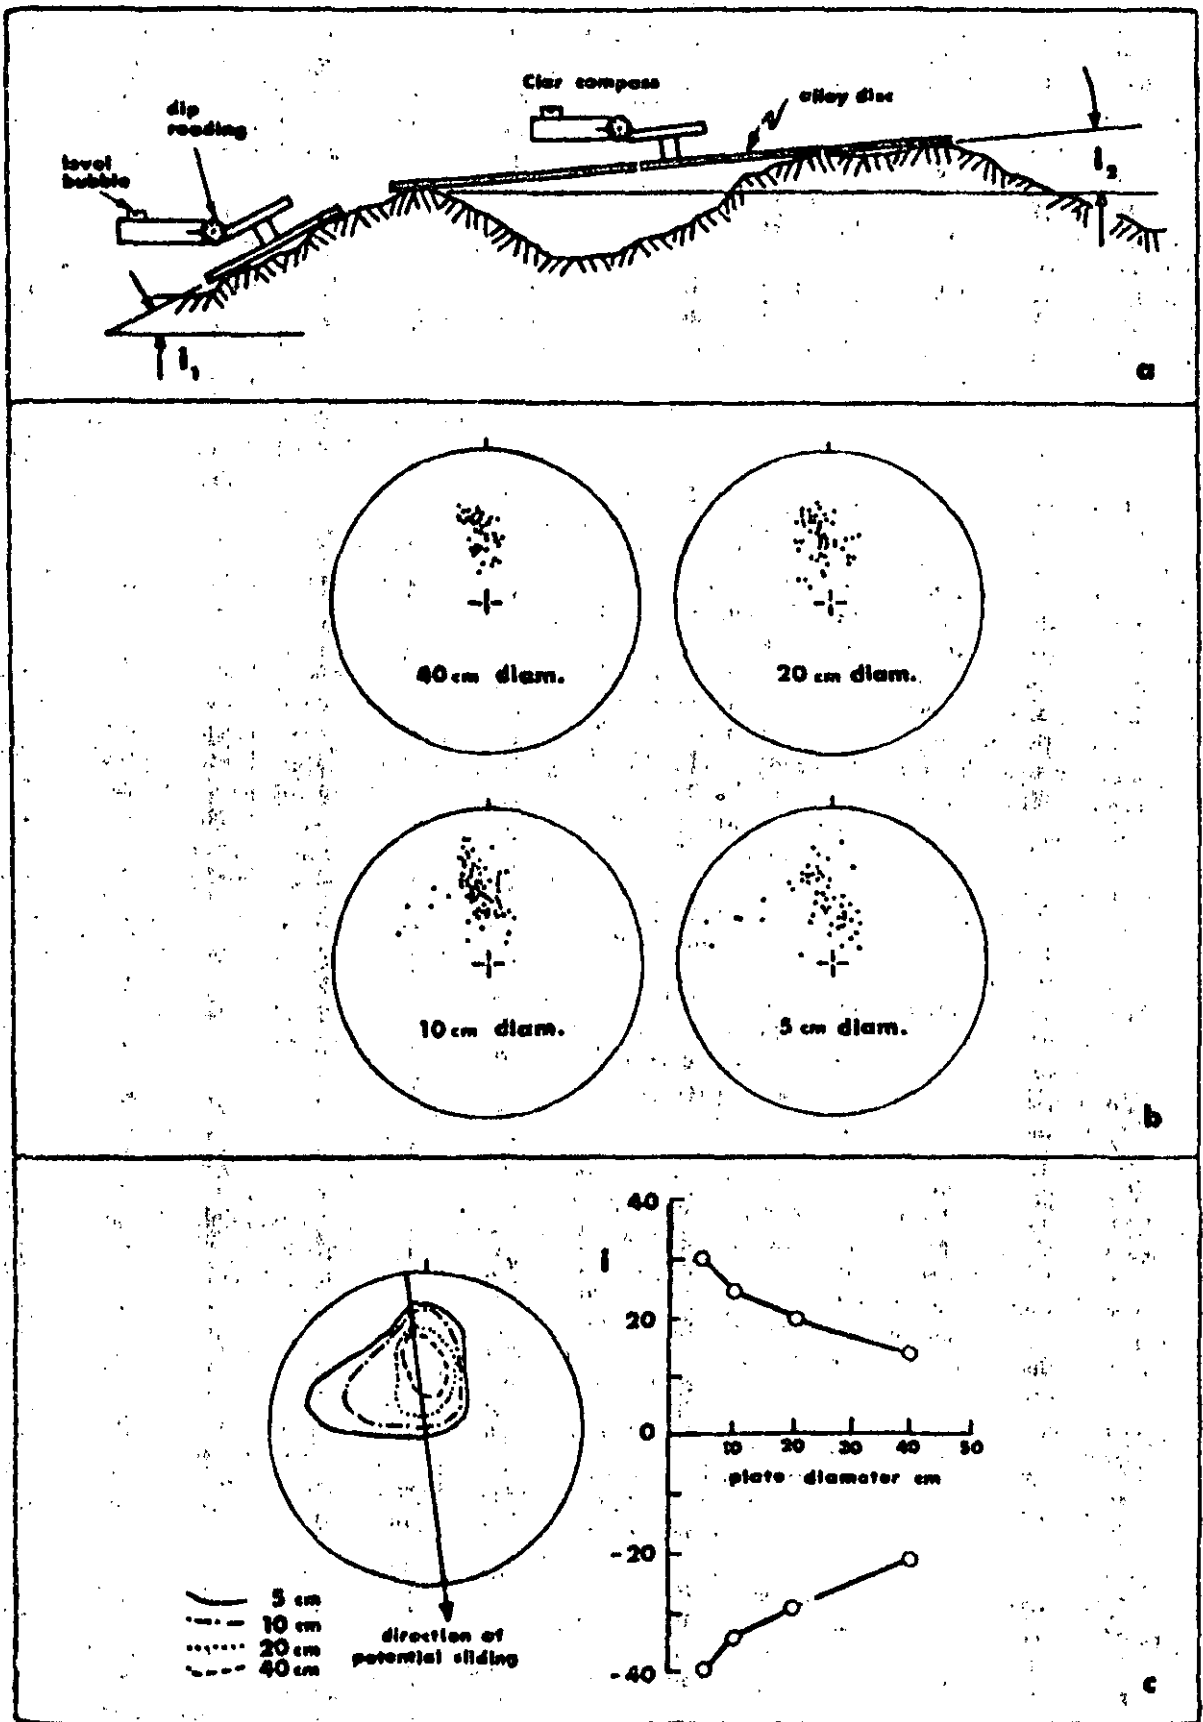 Clar compass
alloy disc
dip
reading
level
bubble
i₂
i₁
a
40 cm diam.
20 cm diam.
10 cm diam.
5 cm diam.
b
5 cm
10 cm
20 cm
40 cm
direction of
potential sliding
i
40
20
0
-20
-40
10 20 30 40 50
plate diameter cm
c